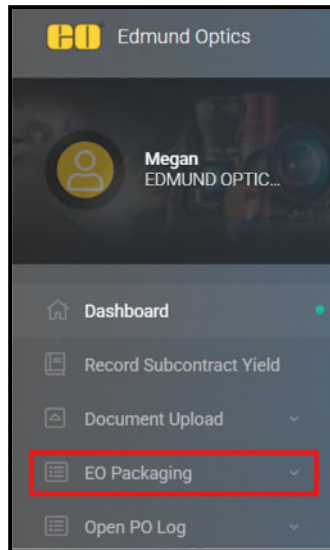 EO Edmund Optics
Megan
EDMUND OPTIC...
Dashboard
Record Subcontract Yield
Document Upload
EO Packaging
Open PO Log